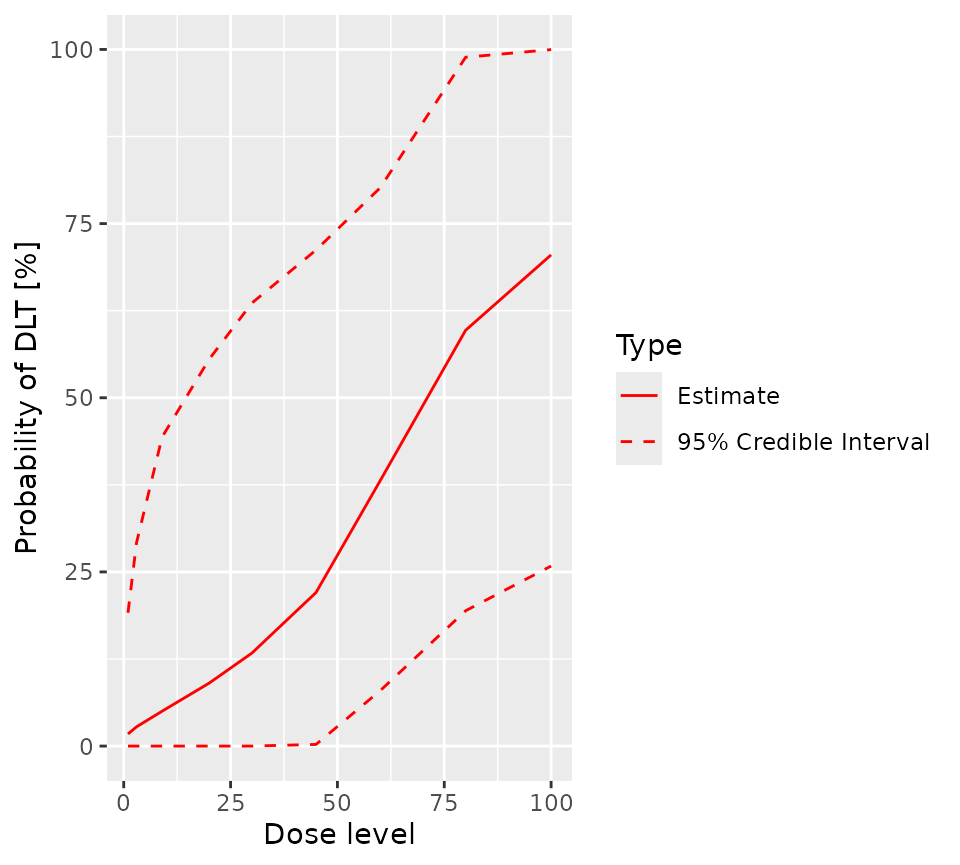 Probability of DLT [%]
100
75
50
25
0
0 25 50 75 100
Dose level
Type
Estimate
95% Credible Interval